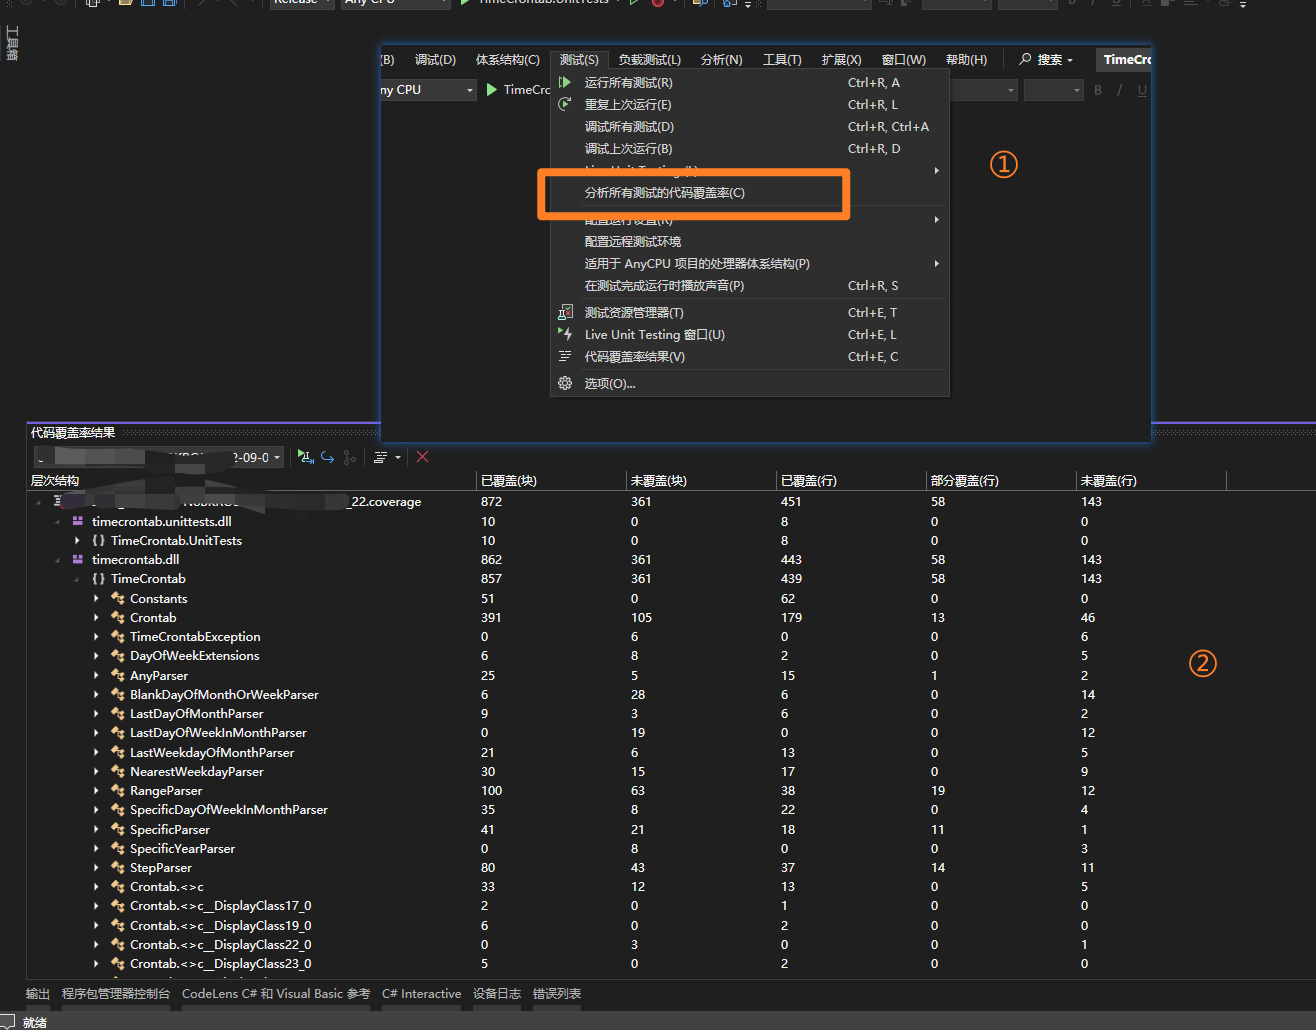 Release
Any CPU
TimeCrontab.UnitTests
工具箱
(B) 调试(D) 体系结构(C) 测试(S) 负载测试(L) 分析(N) 工具(T) 扩展(X) 窗口(W) 帮助(H) 搜索 TimeCro
ny CPU TimeCro B I U
运行所有测试(R) Ctrl+R, A
重复上次运行(E) Ctrl+R, L
调试所有测试(D) Ctrl+R, Ctrl+A
调试上次运行(B) Ctrl+R, D
①
分析所有测试的代码覆盖率(C)
配置运行设置(R)
配置远程测试环境
适用于 AnyCPU 项目的处理器体系结构(P)
在测试完成运行时播放声音(P) Ctrl+R, S
测试资源管理器(T) Ctrl+E, T
Live Unit Testing 窗口(U) Ctrl+E, L
代码覆盖率结果(V) Ctrl+E, C
选项(O)...
代码覆盖率结果
2-09-0
层次结构 已覆盖(块) 未覆盖(块) 已覆盖(行) 部分覆盖(行) 未覆盖(行)
_22.coverage 872 361 451 58 143
timecrontab.unittests.dll 10 0 8 0 0
TimeCrontab.UnitTests 10 0 8 0 0
timecrontab.dll 862 361 443 58 143
TimeCrontab 857 361 439 58 143
Constants 51 0 62 0 0
Crontab 391 105 179 13 46
TimeCrontabException 0 6 0 0 6
DayOfWeekExtensions 6 8 2 0 5
②
AnyParser 25 5 15 1 2
BlankDayOfMonthOrWeekParser 6 28 6 0 14
LastDayOfMonthParser 9 3 6 0 2
LastDayOfWeekInMonthParser 0 19 0 0 12
LastWeekdayOfMonthParser 21 6 13 0 5
NearestWeekdayParser 30 15 17 0 9
RangeParser 100 63 38 19 12
SpecificDayOfWeekInMonthParser 35 8 22 0 4
SpecificParser 41 21 18 11 1
SpecificYearParser 0 8 0 0 3
StepParser 80 43 37 14 11
Crontab.<>c 33 12 13 0 5
Crontab.<>c__DisplayClass17_0 2 0 1 0 0
Crontab.<>c__DisplayClass19_0 6 0 2 0 0
Crontab.<>c__DisplayClass22_0 0 3 0 0 1
Crontab.<>c__DisplayClass23_0 5 0 2 0 0
输出 程序包管理器控制台 CodeLens C# 和 Visual Basic 参考 C# Interactive 设备日志 错误列表
就绪